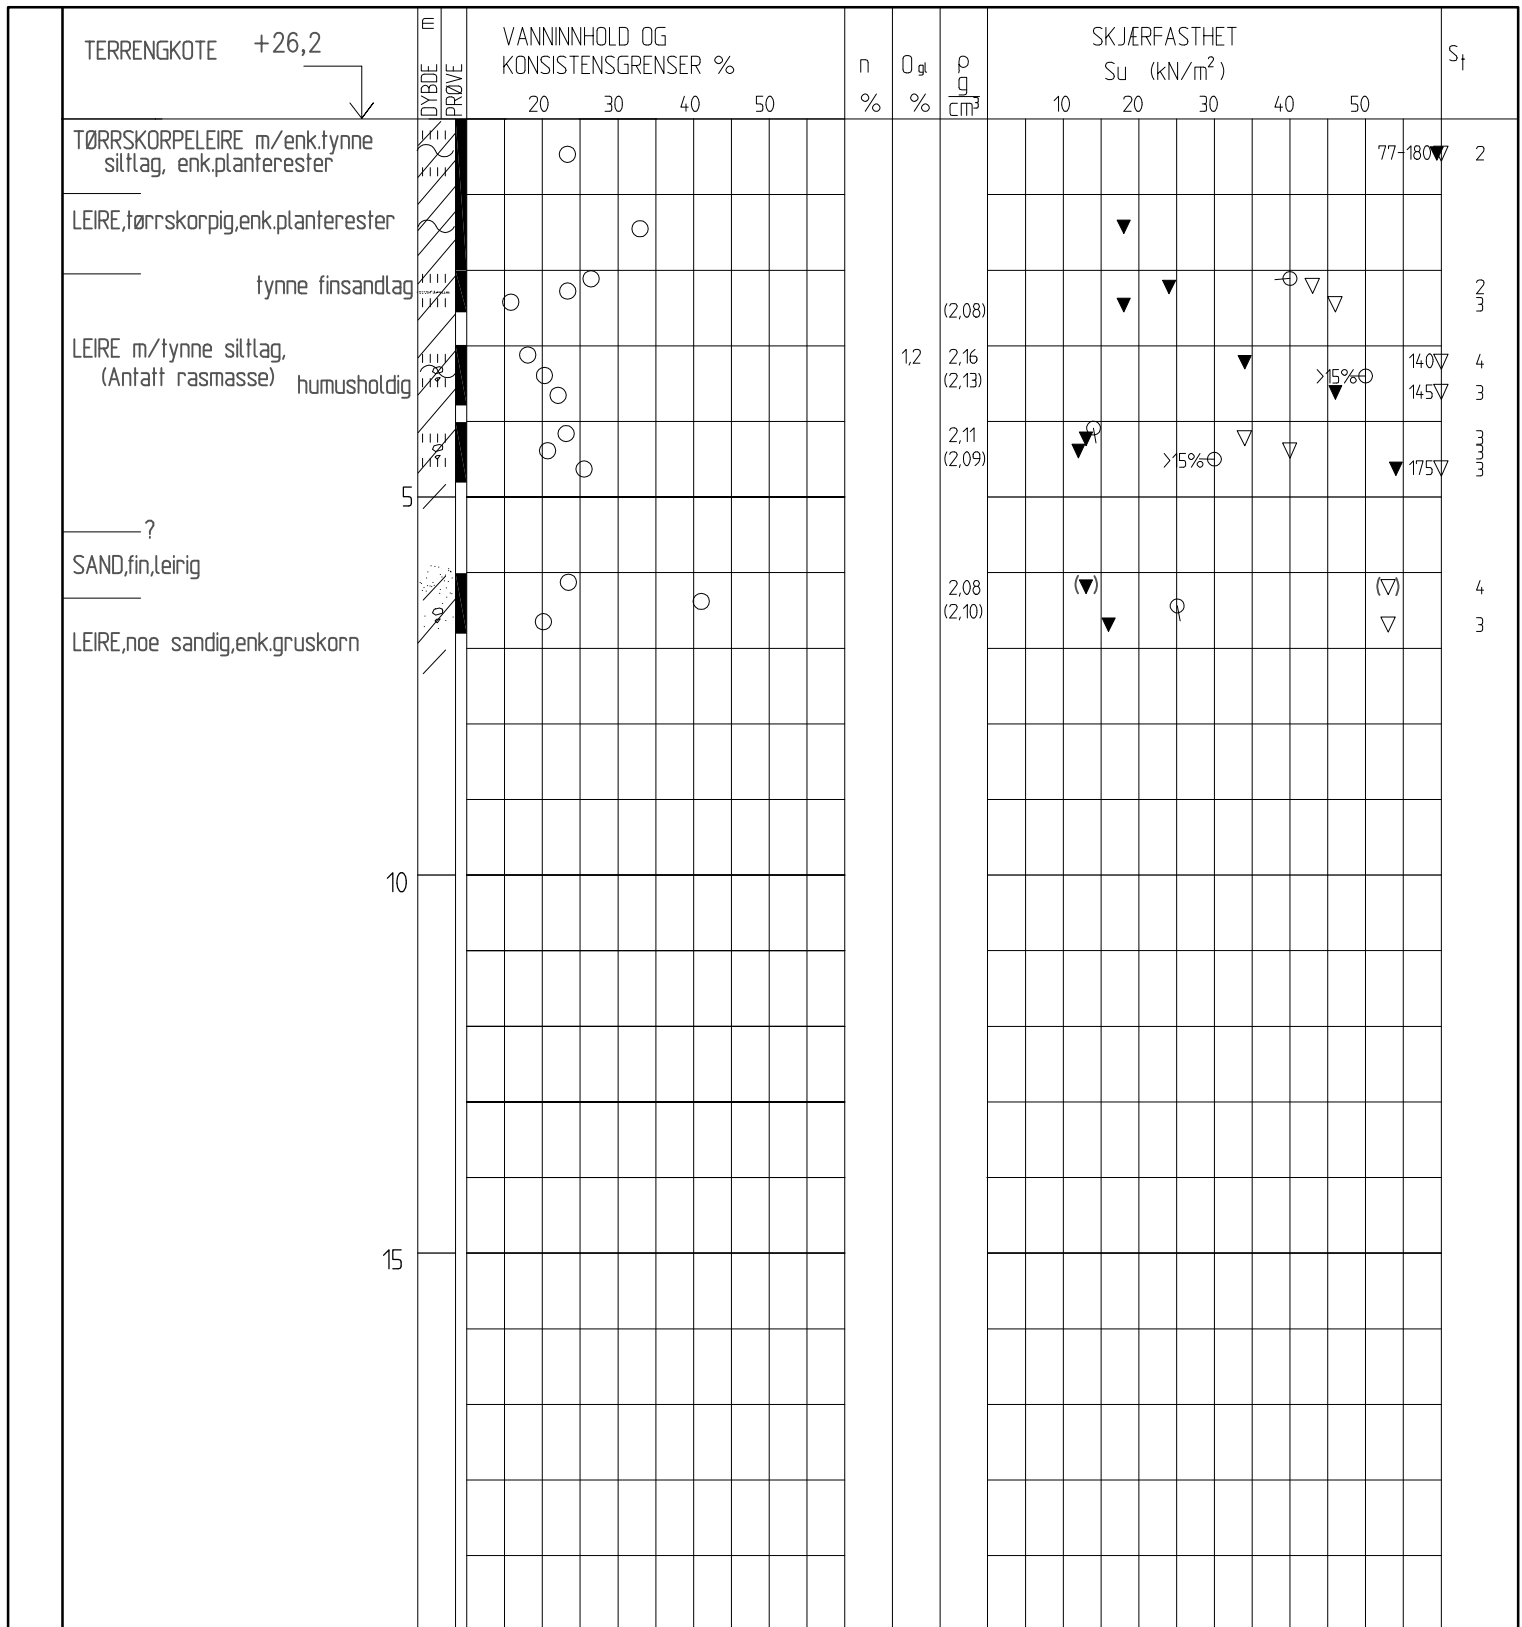 TERRENGKOTE +26,2
m
DYBDE
PRØVE
VANNINNHOLD OG
KONSISTENSGRENSER %
20 30 40 50
n
%
O gl
%
ρ
g
cm³
SKJÆRFASTHET
Su (kN/m²)
10 20 30 40 50
St
TØRRSKORPELEIRE m/enk.tynne
siltlag, enk.planterester
77-180 2
LEIRE,tørrskorpig,enk.planterester
tynne finsandlag
2
(2,08) 3
LEIRE m/tynne siltlag,
(Antatt rasmasse)
humusholdig
1,2 2,16 140 4
(2,13) >15%
145 3
2,11 3
3
(2,09) >15% 175 3
5
?
SAND,fin,leirig
2,08 ( ) ( ) 4
(2,10)
3
LEIRE,noe sandig,enk.gruskorn
10
15